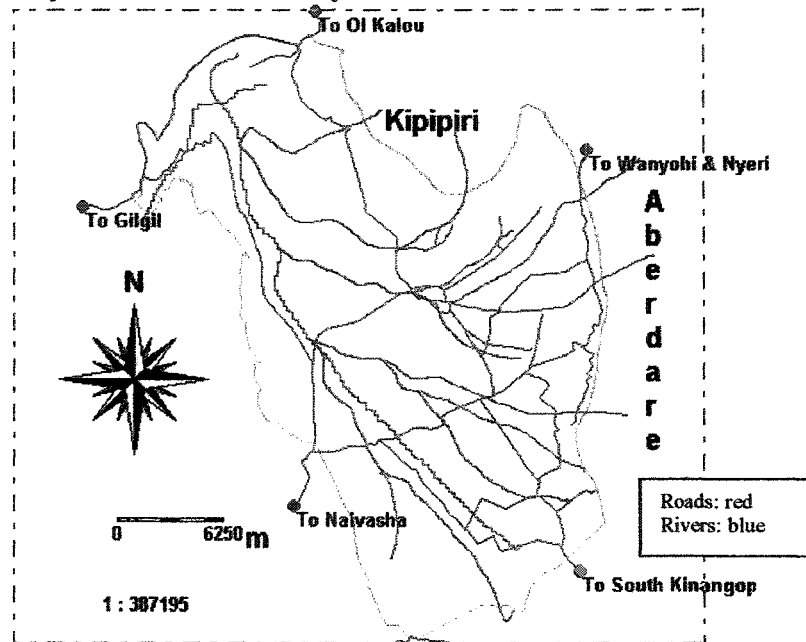 To Ol Kalou
Kipipiri
To Wanyohi & Nyeri
To Gilgil
Aberdare
N
0 6250 m
To Naivasha
Roads: red
Rivers: blue
To South Kinangop
1 : 387195